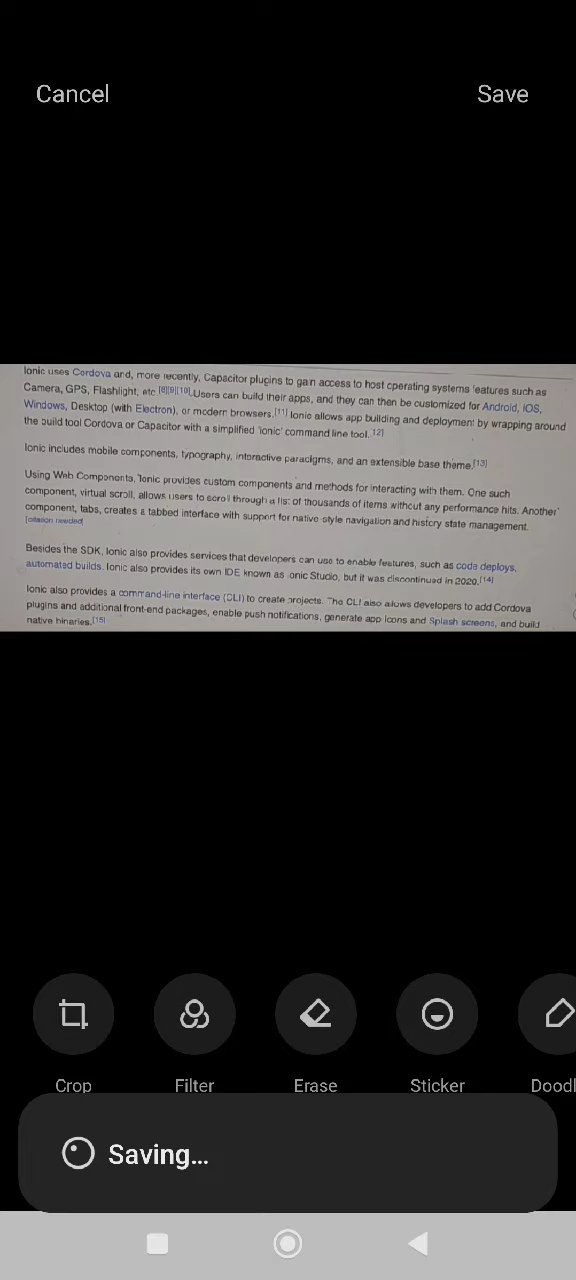 Cancel
Save
Ionic uses Cordova and, more recently, Capacitor plugins to gain access to host operating systems features such as
Camera, GPS, Flashlight, etc [8][9][10].Users can build their apps, and they can then be customized for Android, iOS,
Windows, Desktop (with Electron), or modern browsers.[11] Ionic allows app building and deployment by wrapping around
the build tool Cordova or Capacitor with a simplified 'ionic' command line tool.[12]
Ionic includes mobile components, typography, interactive paradigms, and an extensible base theme.[13]
Using Web Components, Ionic provides custom components and methods for interacting with them. One such
component, virtual scroll, allows users to scroll through a list of thousands of items without any performance hits. Another
component, tabs, creates a tabbed interface with support for native-style navigation and history state management.
[citation needed]
Besides the SDK, Ionic also provides services that developers can use to enable features, such as code deploys,
automated builds. Ionic also provides its own IDE known as Ionic Studio, but it was discontinued in 2020.[14]
Ionic also provides a command-line interface (CLI) to create projects. The CLI also allows developers to add Cordova
plugins and additional front-end packages, enable push notifications, generate app Icons and Splash screens, and build
native binaries.[15]
Crop
Filter
Erase
Sticker
Doodl
Saving...